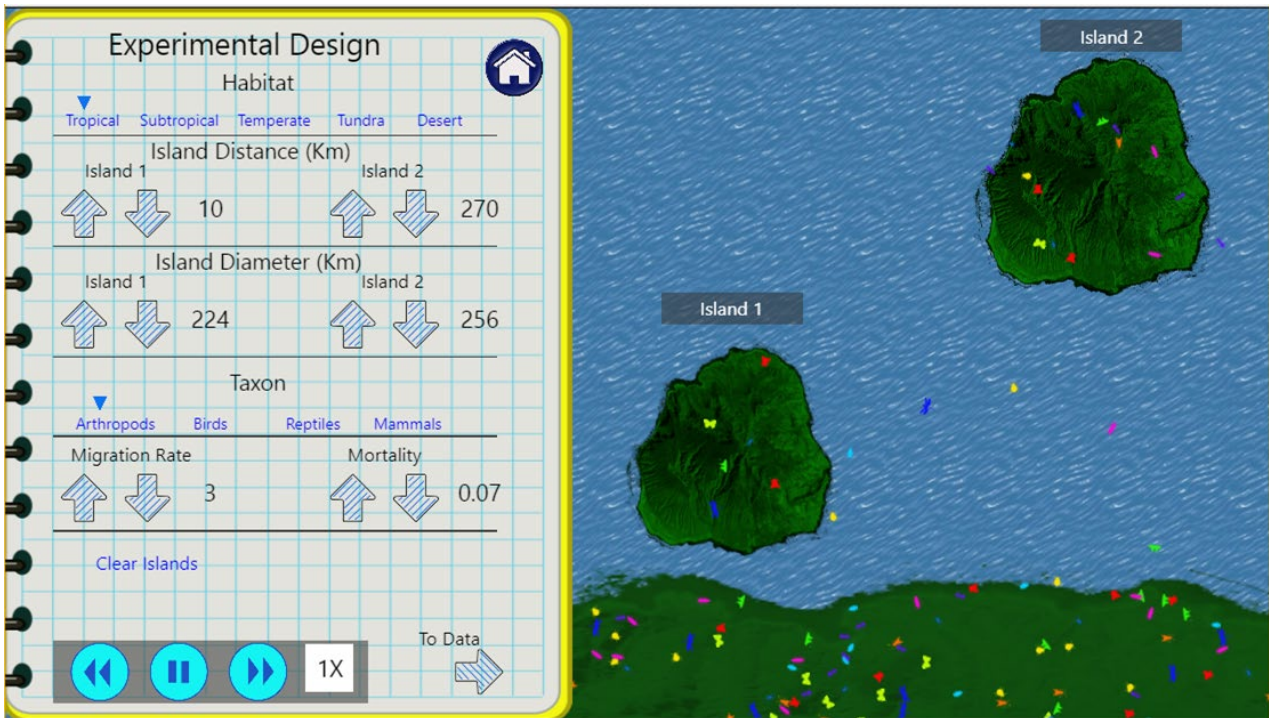 Experimental Design
Habitat
Tropical Subtropical Temperate Tundra Desert
Island Distance (Km)
Island 1 Island 2
10 270
Island Diameter (Km)
Island 1 Island 2
224 256
Taxon
Arthropods Birds Reptiles Mammals
Migration Rate Mortality
3 0.07
Clear Islands
To Data
1X
Island 2
Island 1